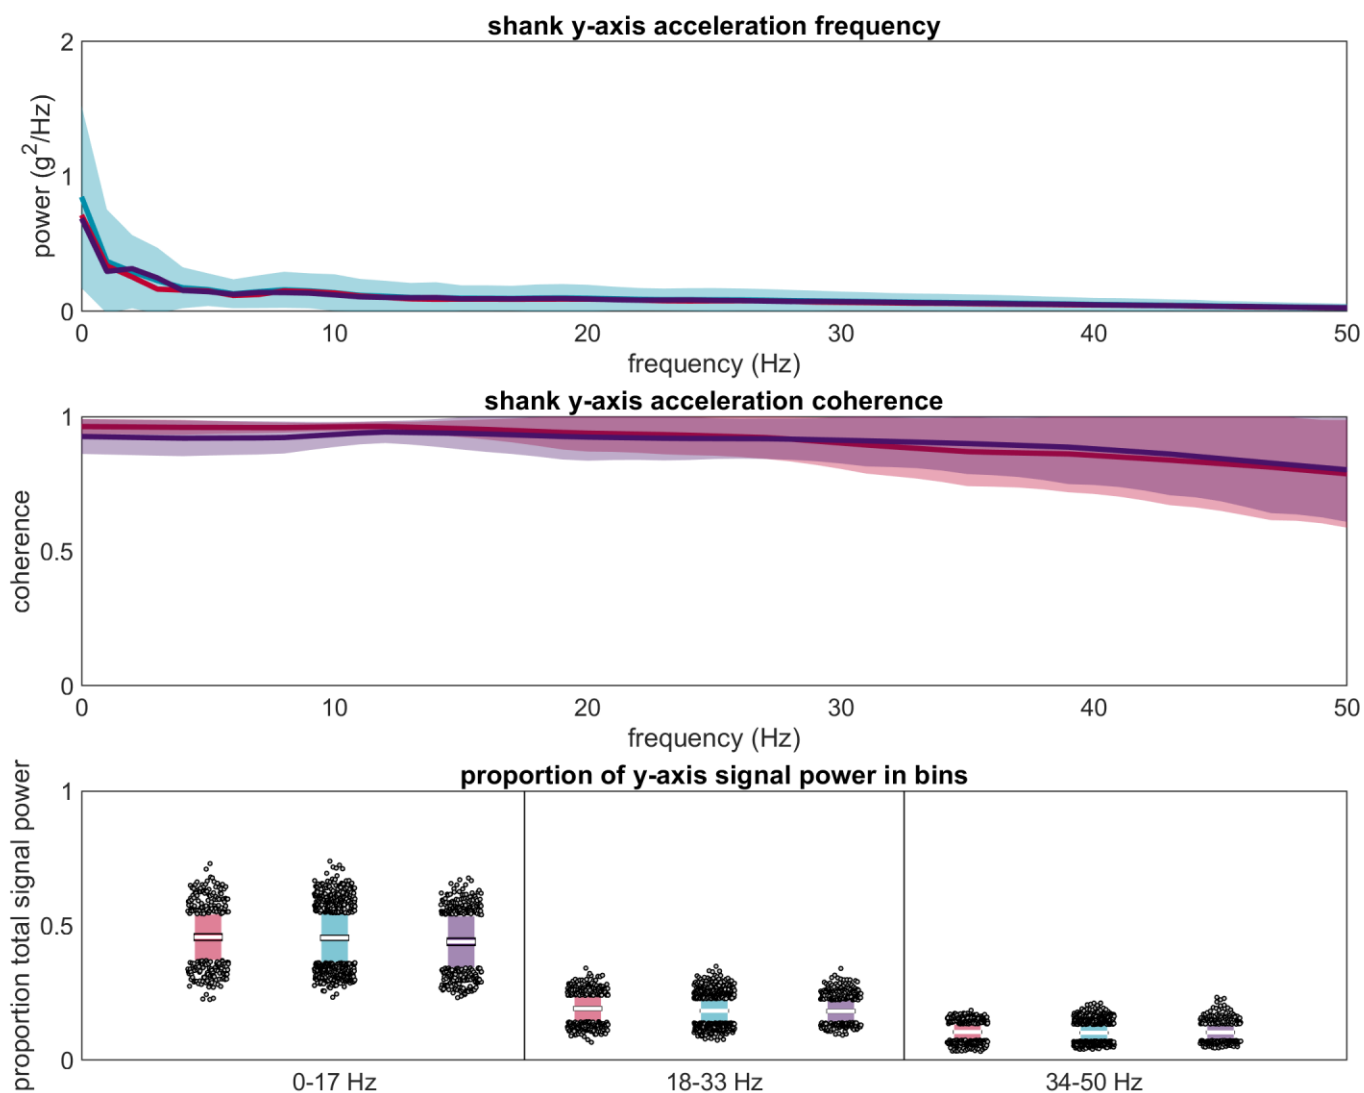 shank y-axis acceleration frequency
power (g²/Hz)
2
1
0
0 10 20 30 40 50
frequency (Hz)
shank y-axis acceleration coherence
coherence
1
0.5
0
0 10 20 30 40 50
frequency (Hz)
proportion of y-axis signal power in bins
proportion total signal power
1
0.5
0
0-17 Hz 18-33 Hz 34-50 Hz